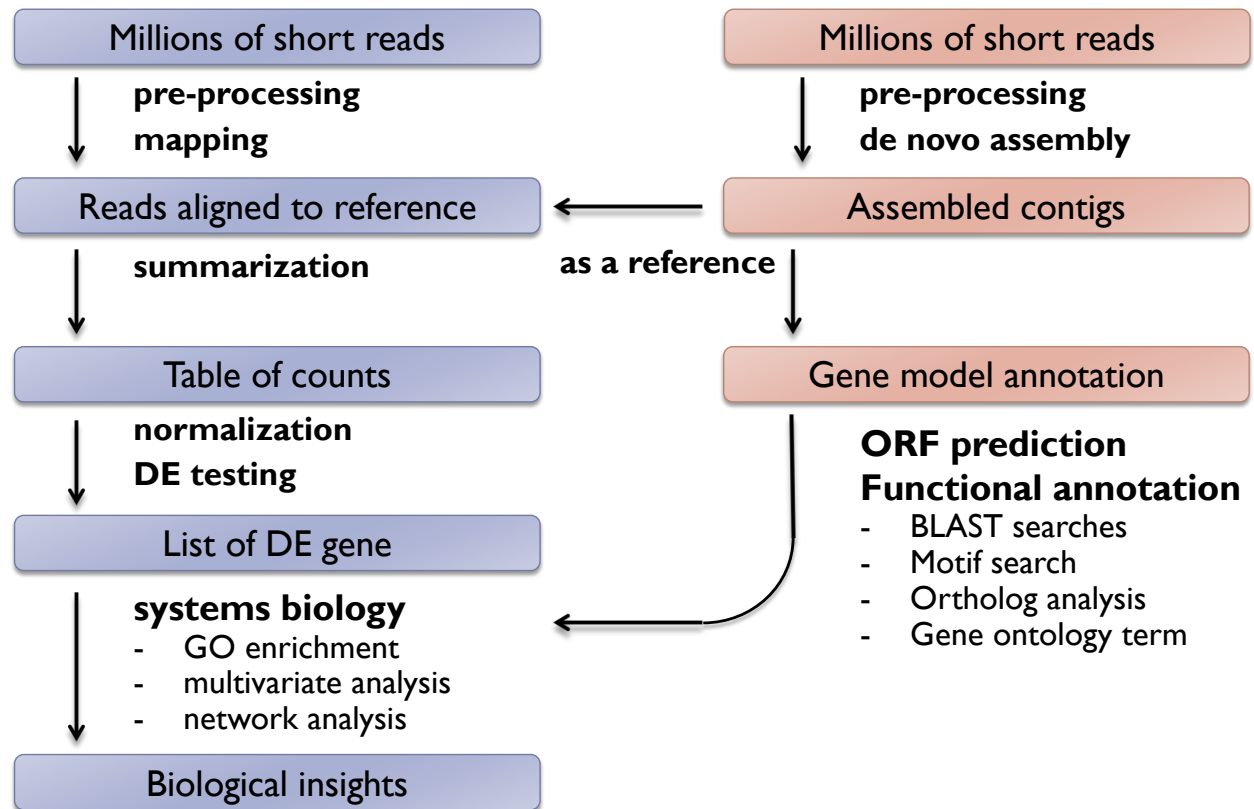 Millions of short reads
pre-processing
mapping
Reads aligned to reference
summarization
Table of counts
normalization
DE testing
List of DE gene
systems biology
- GO enrichment
- multivariate analysis
- network analysis
Biological insights
Millions of short reads
pre-processing
de novo assembly
Assembled contigs
as a reference
Gene model annotation
ORF prediction
Functional annotation
- BLAST searches
- Motif search
- Ortholog analysis
- Gene ontology term